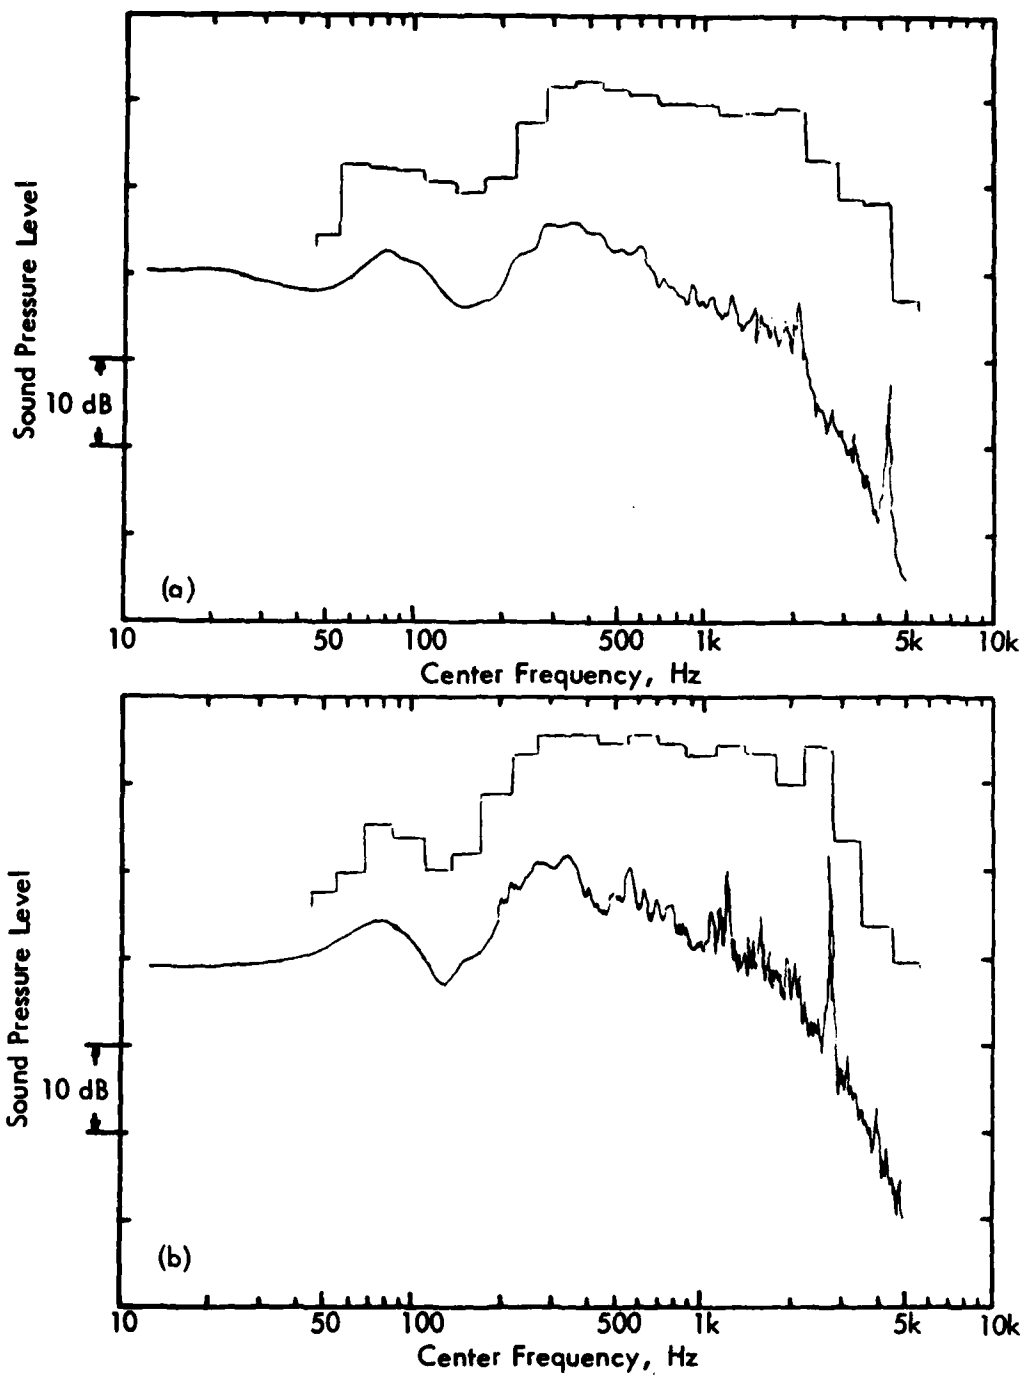 Sound Pressure Level
10 dB
(a)
10 50 100 500 1k 5k 10k
Center Frequency, Hz
Sound Pressure Level
10 dB
(b)
10 50 100 500 1k 5k 10k
Center Frequency, Hz